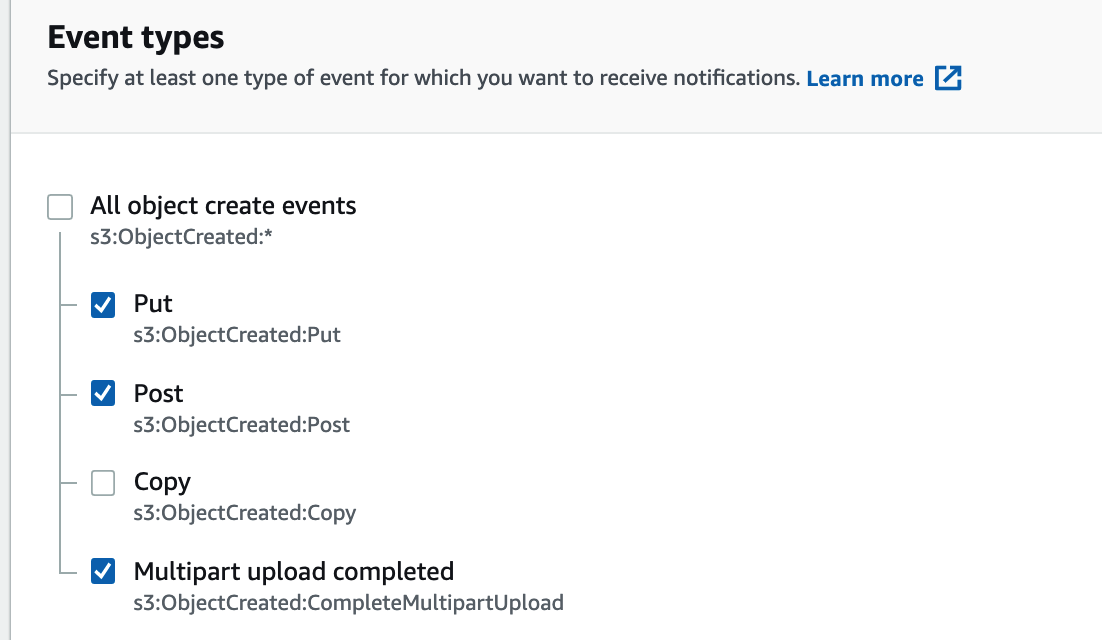 Event types
Specify at least one type of event for which you want to receive notifications. Learn more
All object create events
s3:ObjectCreated:*
Put
s3:ObjectCreated:Put
Post
s3:ObjectCreated:Post
Copy
s3:ObjectCreated:Copy
Multipart upload completed
s3:ObjectCreated:CompleteMultipartUpload